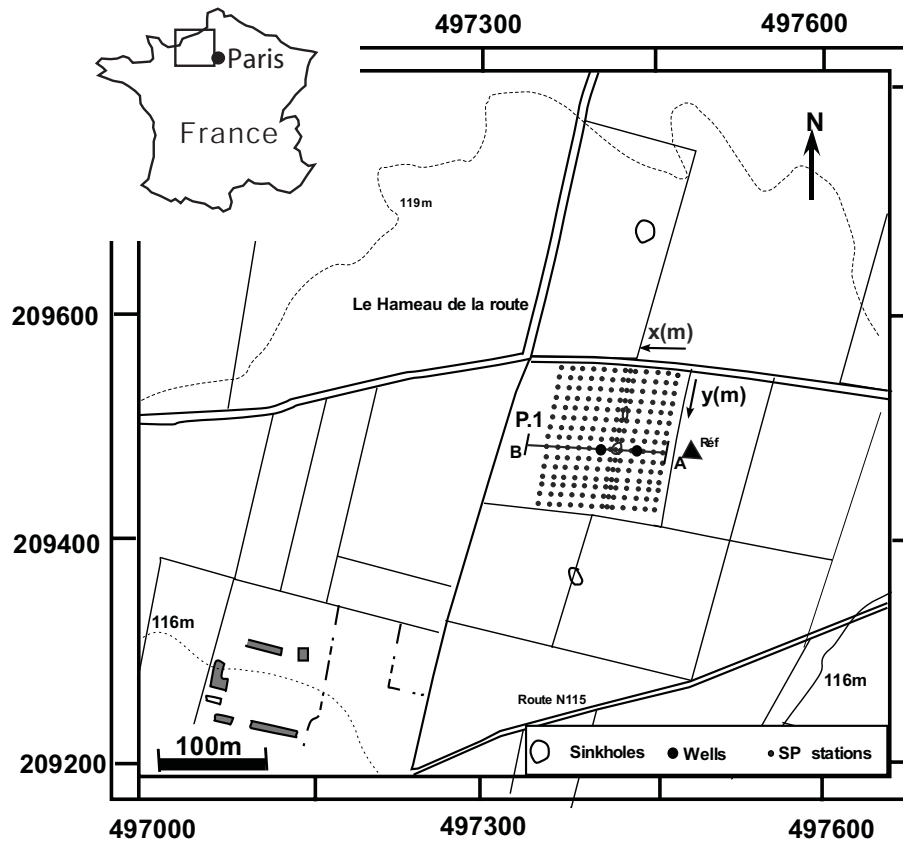 497300
497600
Paris
France
N
119m
Le Hameau de la route
209600
x(m)
y(m)
P.1
B
A
Réf
209400
116m
116m
Route N115
100m
Sinkholes
Wells
SP stations
209200
497000
497300
497600